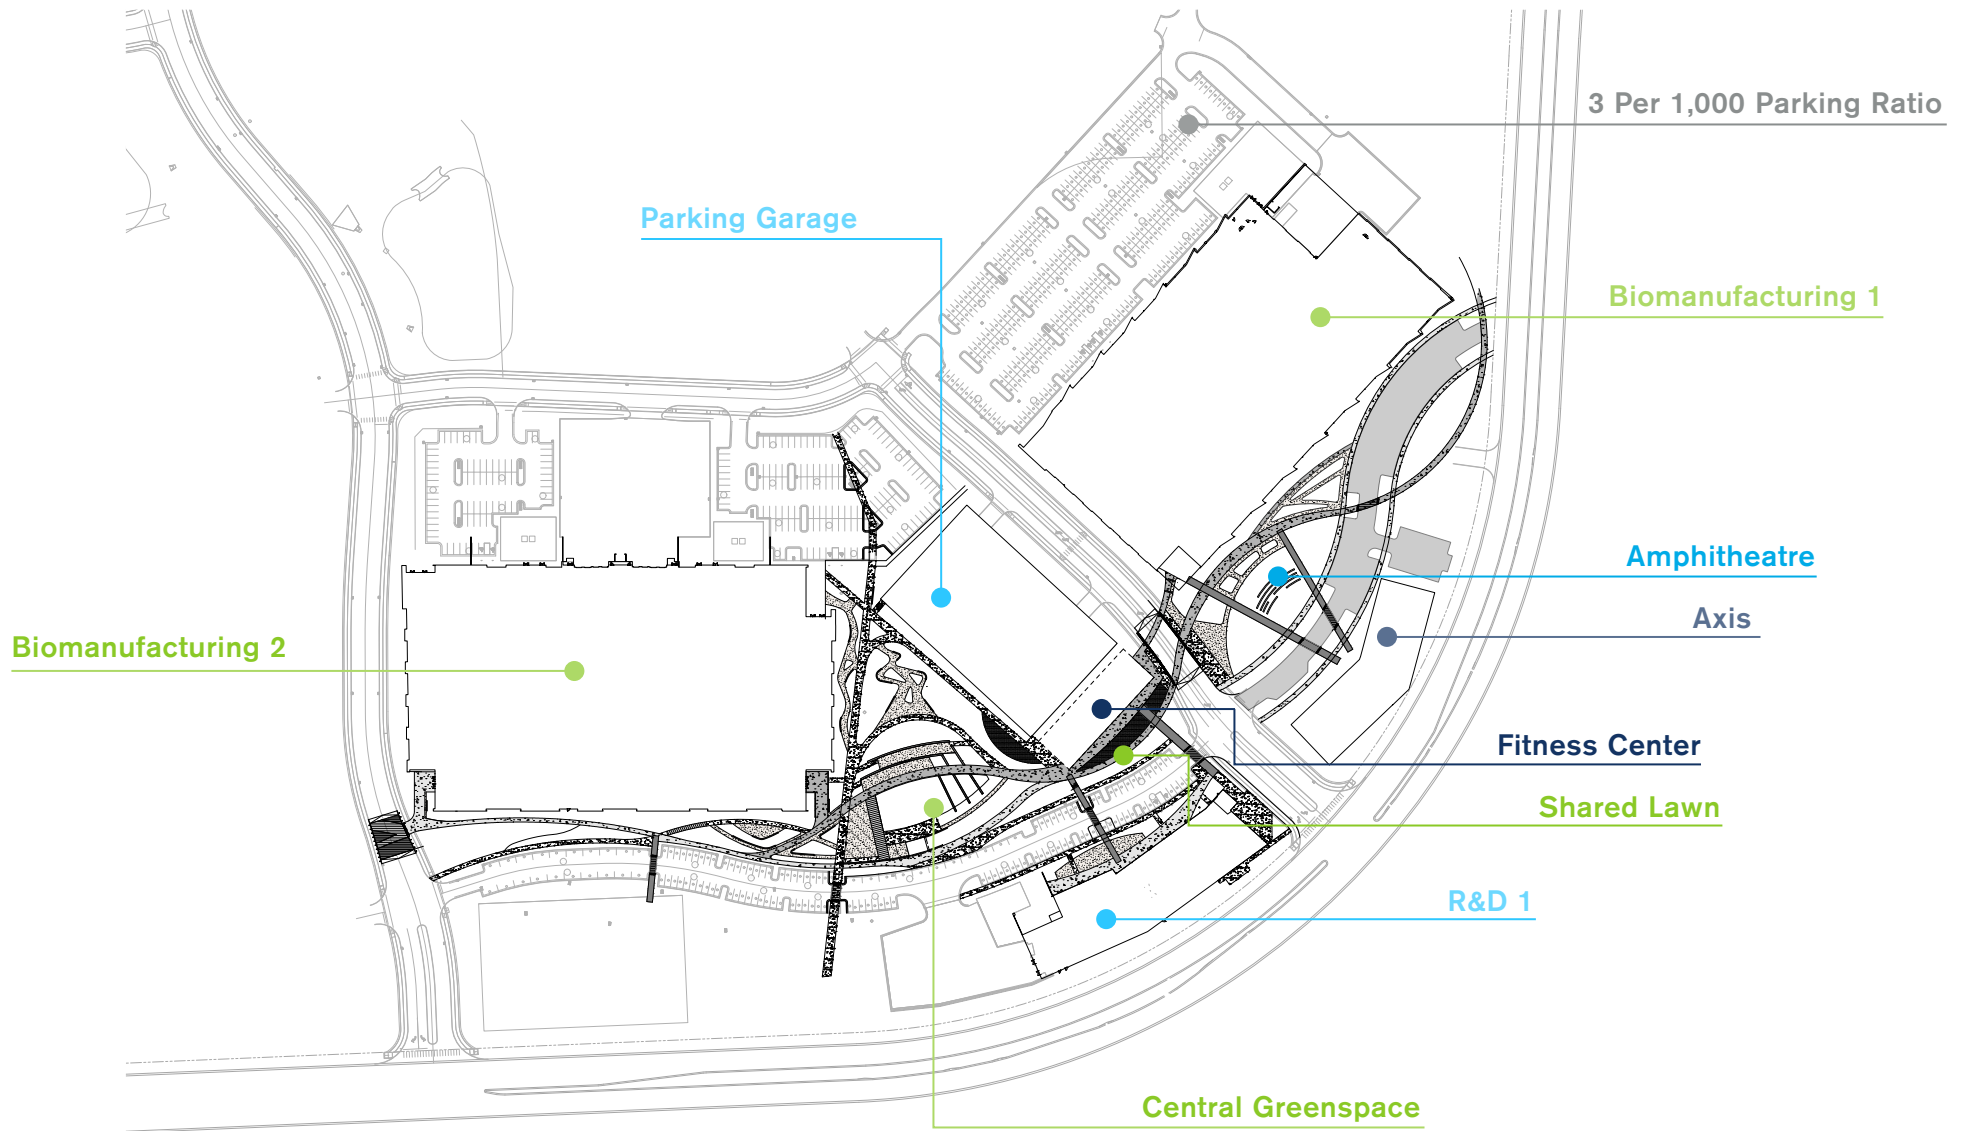 3 Per 1,000 Parking Ratio
Parking Garage
Biomanufacturing 1
Amphitheatre
Axis
Biomanufacturing 2
Fitness Center
Shared Lawn
R&D 1
Central Greenspace